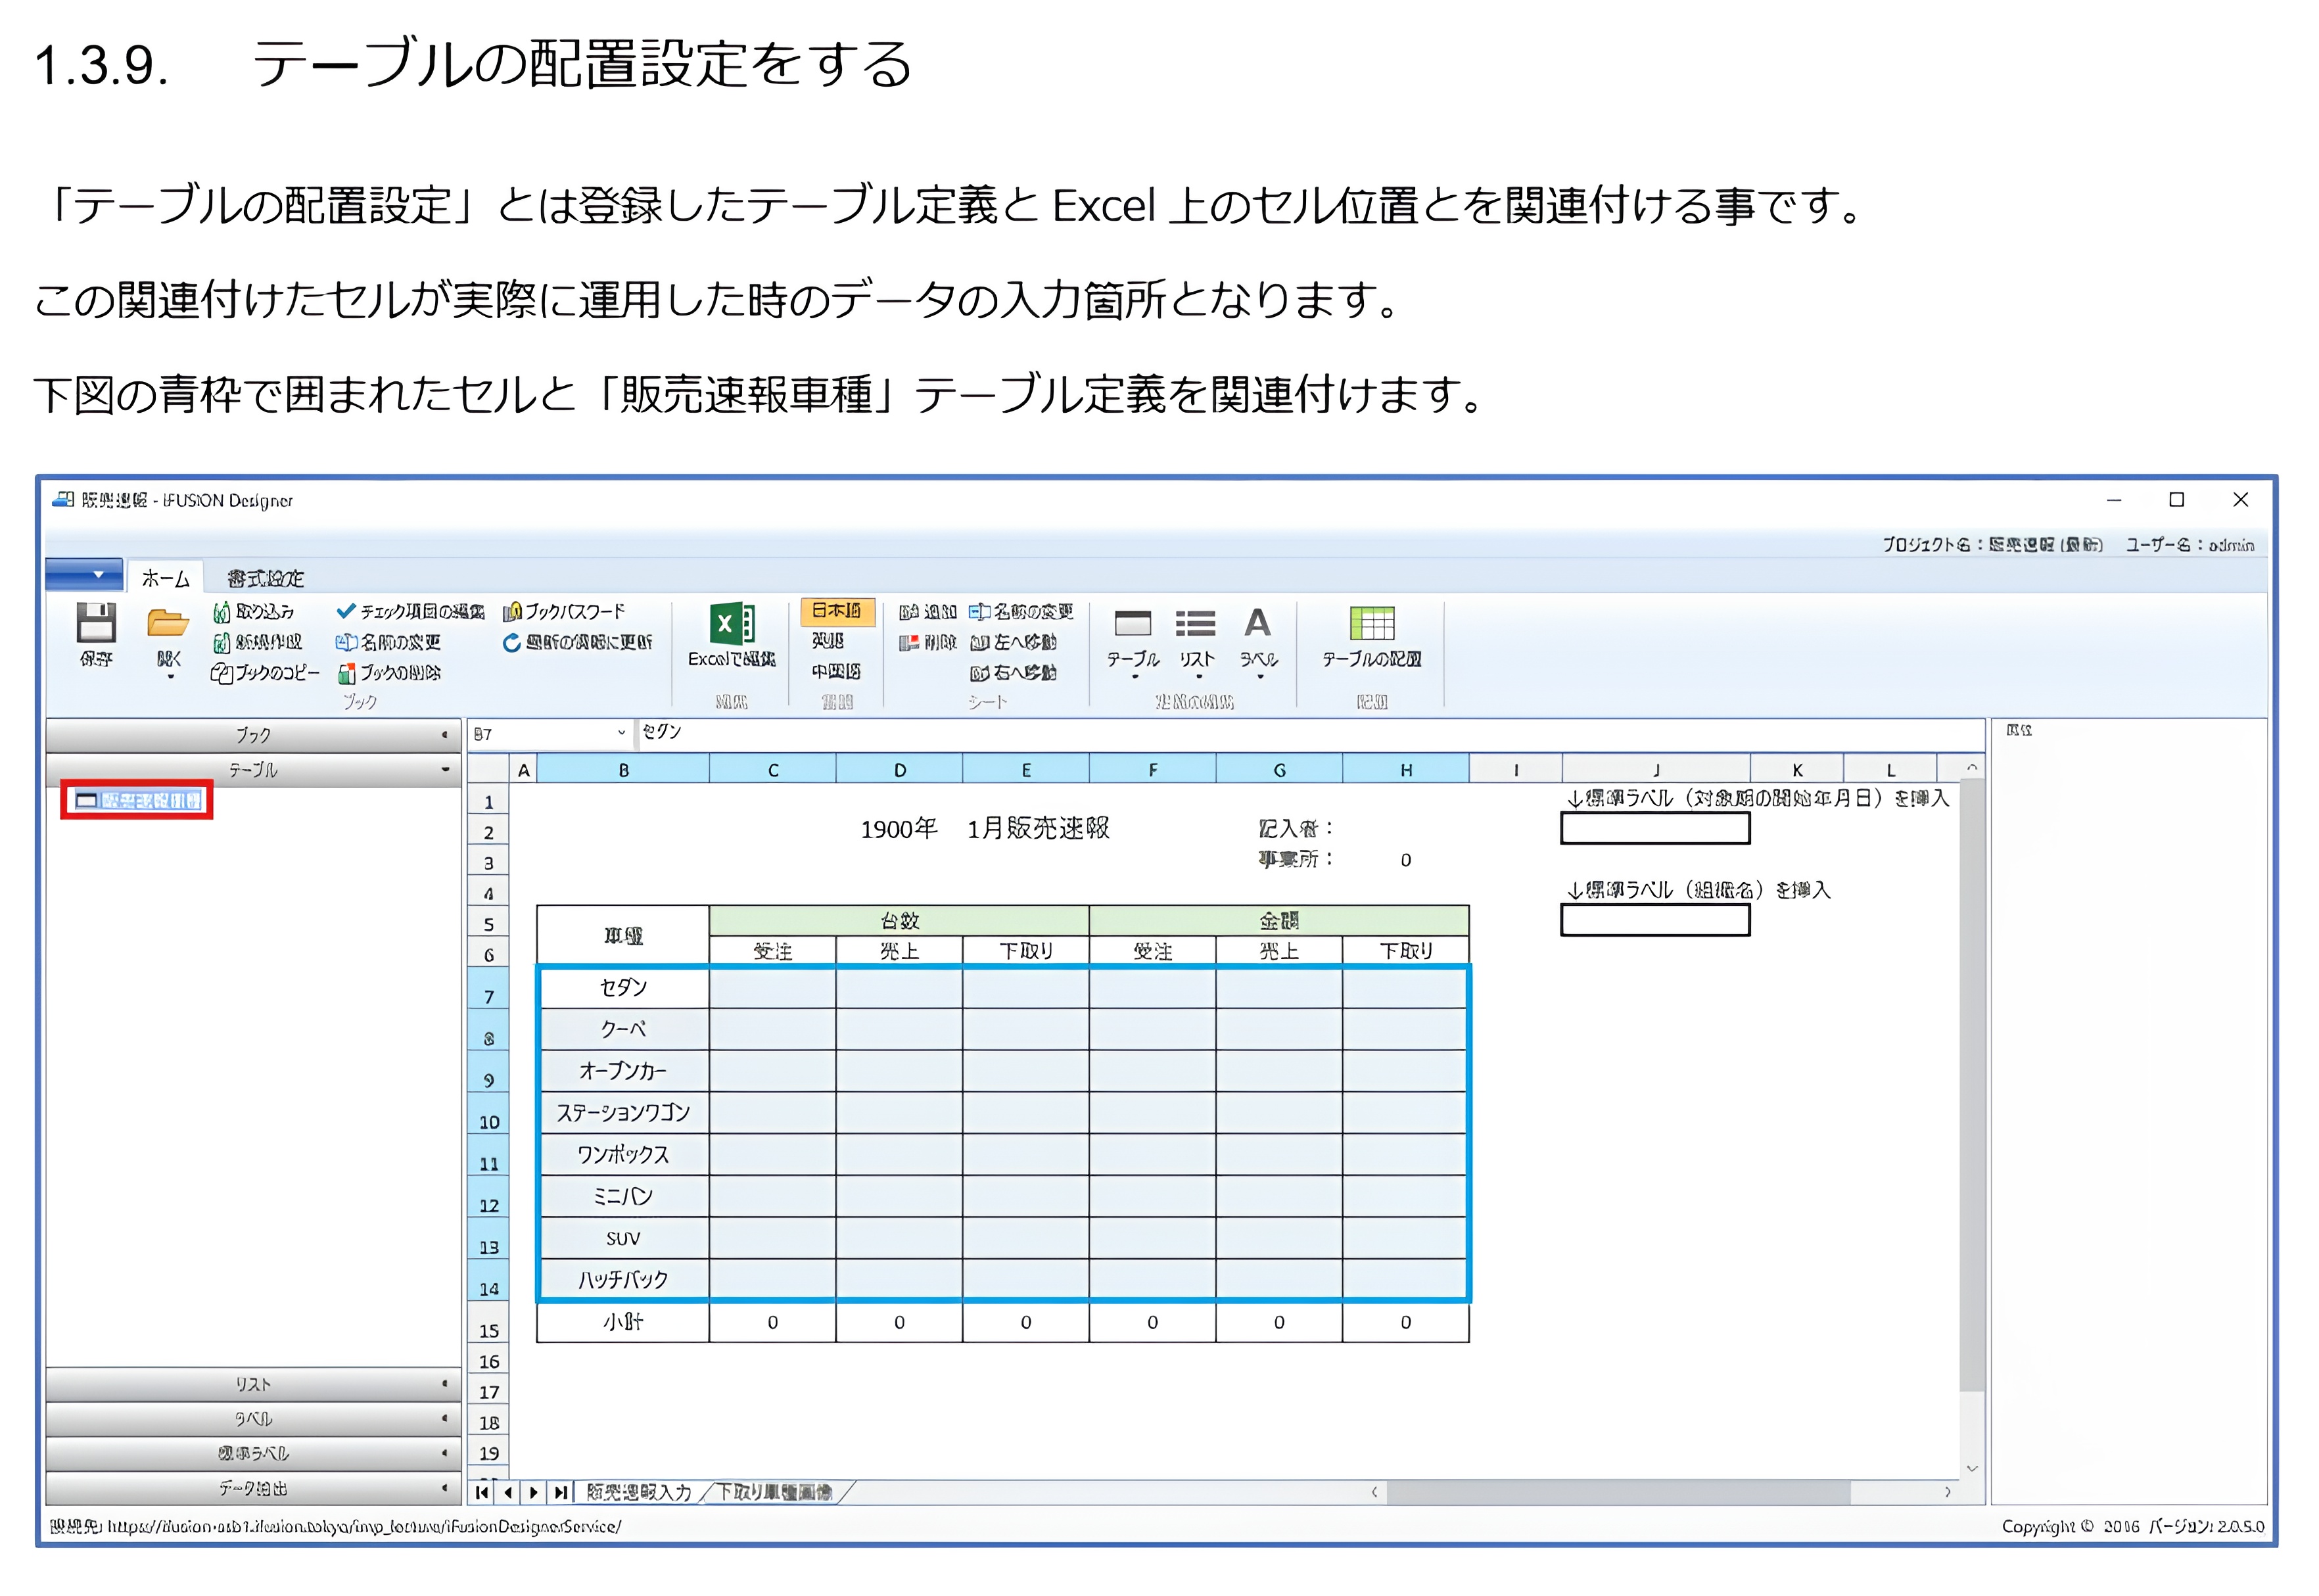 1.3.9. テーブルの配置設定をする
「テーブルの配置設定」とは登録したテーブル定義と Excel 上のセル位置とを関連付ける事です。
この関連付けたセルが実際に運用した時のデータの入力箇所となります。
下図の青枠で囲まれたセルと「販売速報車種」テーブル定義を関連付けます。
販売速報 - iFUSION Designer
プロジェクト名：販売速報 (最新) ユーザー名：admin
ホーム 書式設定
保存 開く
取り込み チェック項目の編集 ブックパスワード
新規作成 名前の変更 最新の状態に更新
ブックのコピー ブックの削除
ブック
Excelで編集
編集
日本語
英語
中国語
言語
追加 名前の変更
削除 左へ移動
右へ移動
シート
テーブル リスト ラベル
定義の編集
テーブルの配置
配置
ブック
テーブル
販売速報車種
リスト
ラベル
標準ラベル
データ抽出
B7 セダン
A B C D E F G H I J K L
1 ↓標準ラベル（対象期の開始年月日）を挿入
2 1900年 1月販売速報 記入者：
3 事業所： 0
4 ↓標準ラベル（組織名）を挿入
5 車種 台数 金額
6 受注 売上 下取り 受注 売上 下取り
7 セダン
8 クーペ
9 オープンカー
10 ステーションワゴン
11 ワンボックス
12 ミニバン
13 SUV
14 ハッチバック
15 小計 0 0 0 0 0 0
16
17
18
19
販売速報入力 下取り車種画像
Copyright © 2006 バージョン: 2.0.5.0